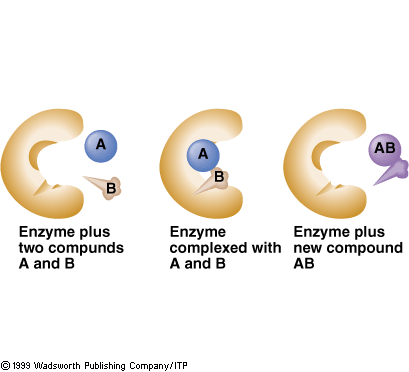 A
B
A
B
AB
Enzyme plus
two compunds
A and B
Enzyme
complexed with
A and B
Enzyme plus
new compound
AB
© 1999 Wadsworth Publishing Company/ITP